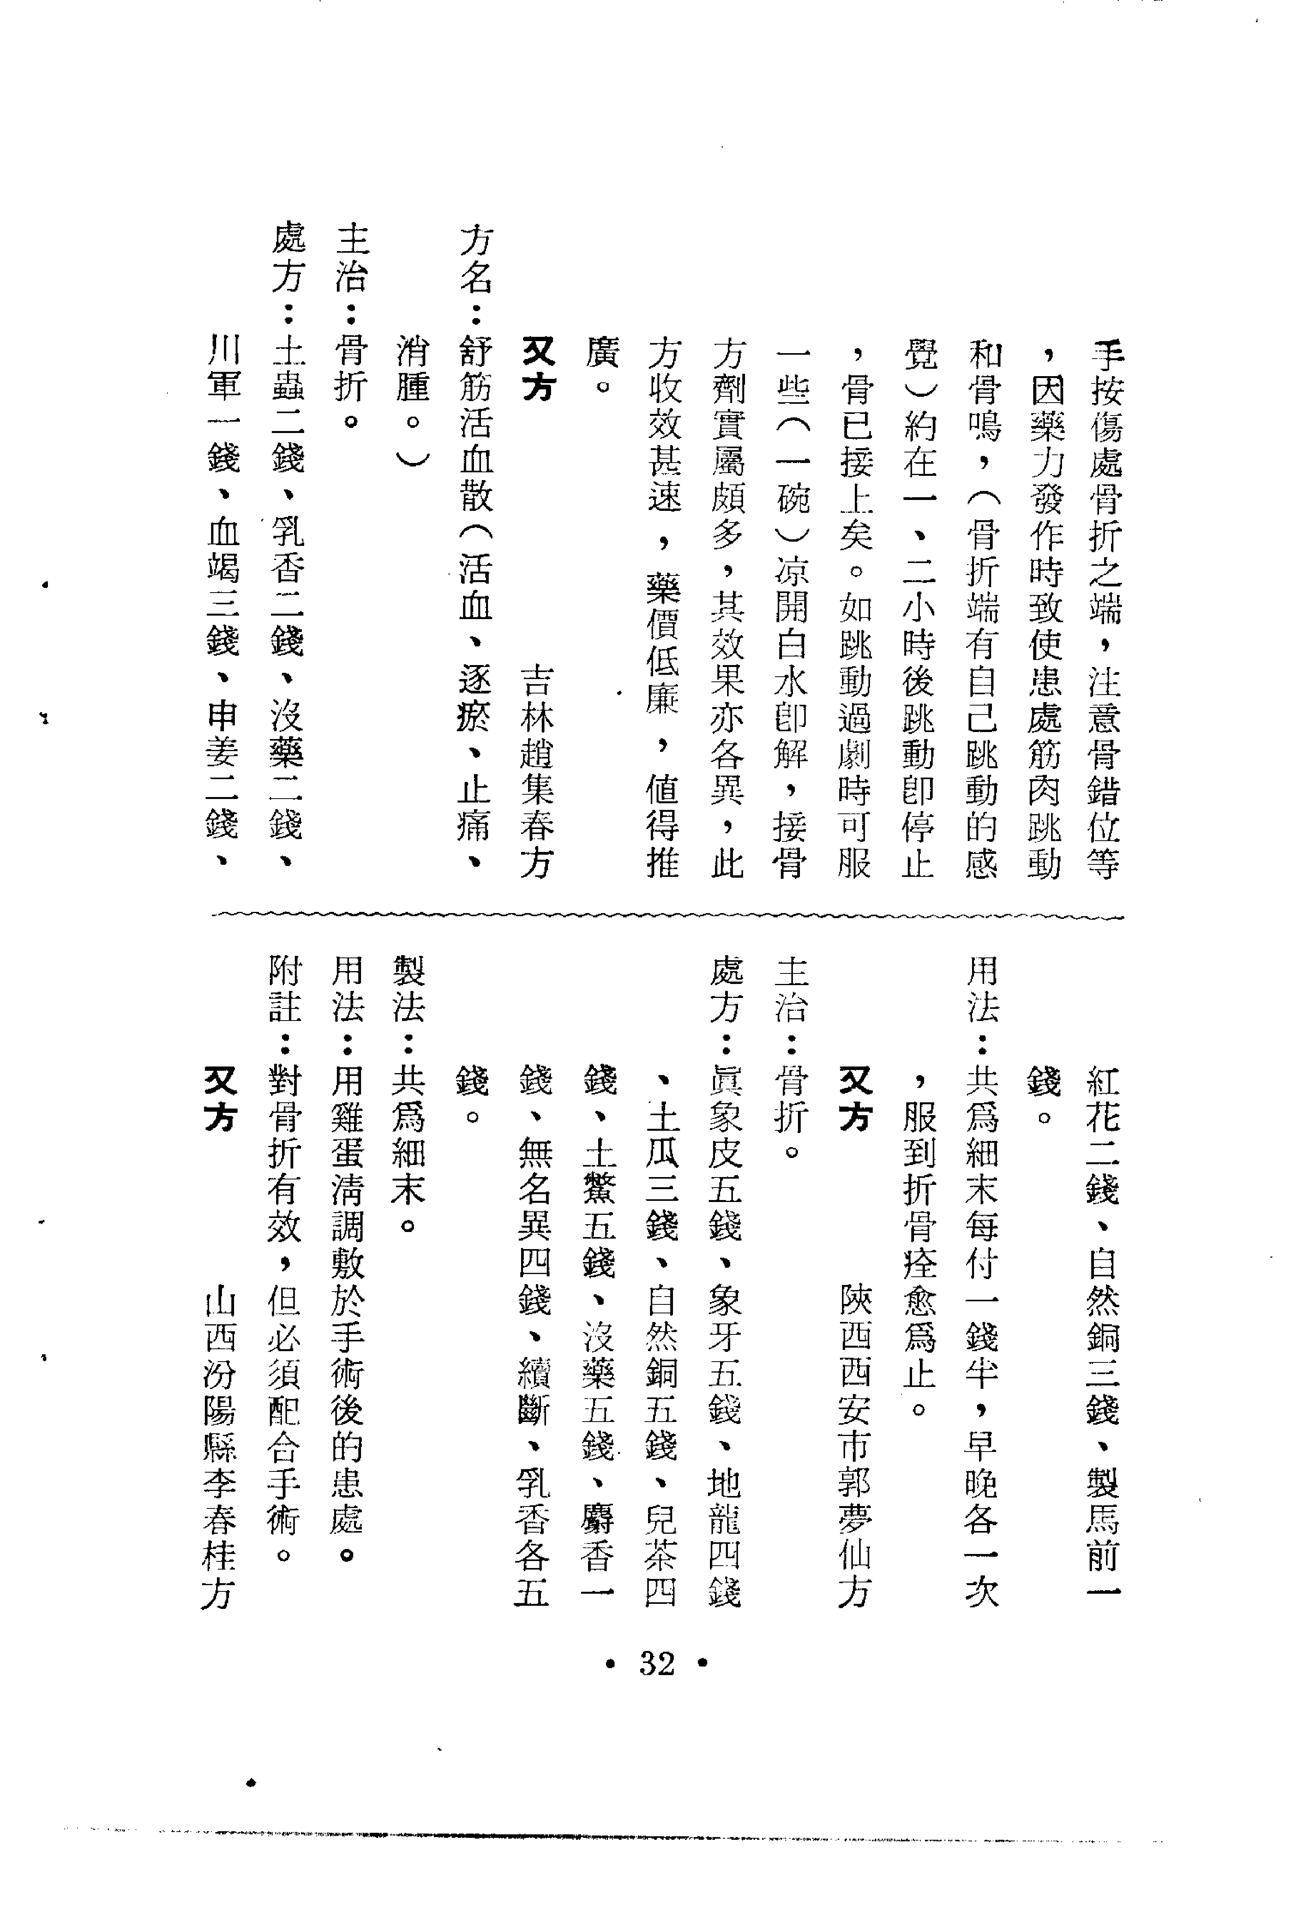 手按傷處骨折之端，注意骨錯位等
，因藥力發作時致使患處筋肉跳動
和骨鳴，（骨折端有自己跳動的感
覺）約在一、二小時後跳動卽停止
，骨已接上矣。如跳動過劇時可服
一些（一碗）凉開白水卽解，接骨
方劑實屬頗多，其效果亦各異，此
方收效甚速，藥價低廉，値得推
廣。
又方　吉林趙集春方
方名：舒筋活血散（活血、逐瘀、止痛、
消腫。）
主治：骨折。
處方：土蟲二錢、乳香二錢、沒藥二錢、
川軍一錢、血竭三錢、申姜二錢、
紅花二錢、自然銅三錢、製馬前一
錢。
用法：共爲細末每付一錢半，早晚各一次
，服到折骨痊愈爲止。
又方　陝西西安市郭夢仙方
主治：骨折。
處方：眞象皮五錢、象牙五錢、地龍四錢
、土瓜三錢、自然銅五錢、兒茶四
錢、土鱉五錢、沒藥五錢、麝香一
錢、無名異四錢、續斷、乳香各五
錢。
製法：共爲細末。
用法：用雞蛋淸調敷於手術後的患處。
附註：對骨折有效，但必須配合手術。
又方　山西汾陽縣李春桂方
• 32 •